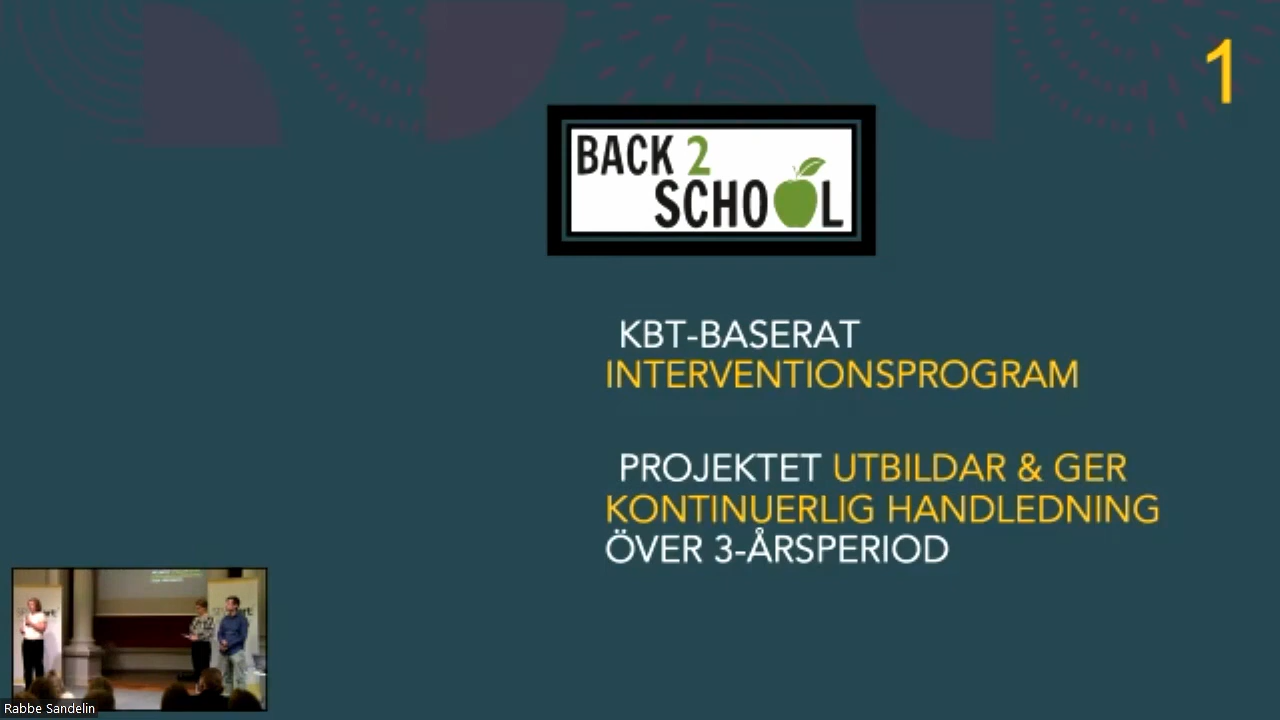 1
BACK 2
SCHOOL
KBT-BASERAT
INTERVENTIONSPROGRAM
PROJEKTET UTBILDAR & GER
KONTINUERLIG HANDLEDNING
ÖVER 3-ÅRSPERIOD
Rabbe Sandelin